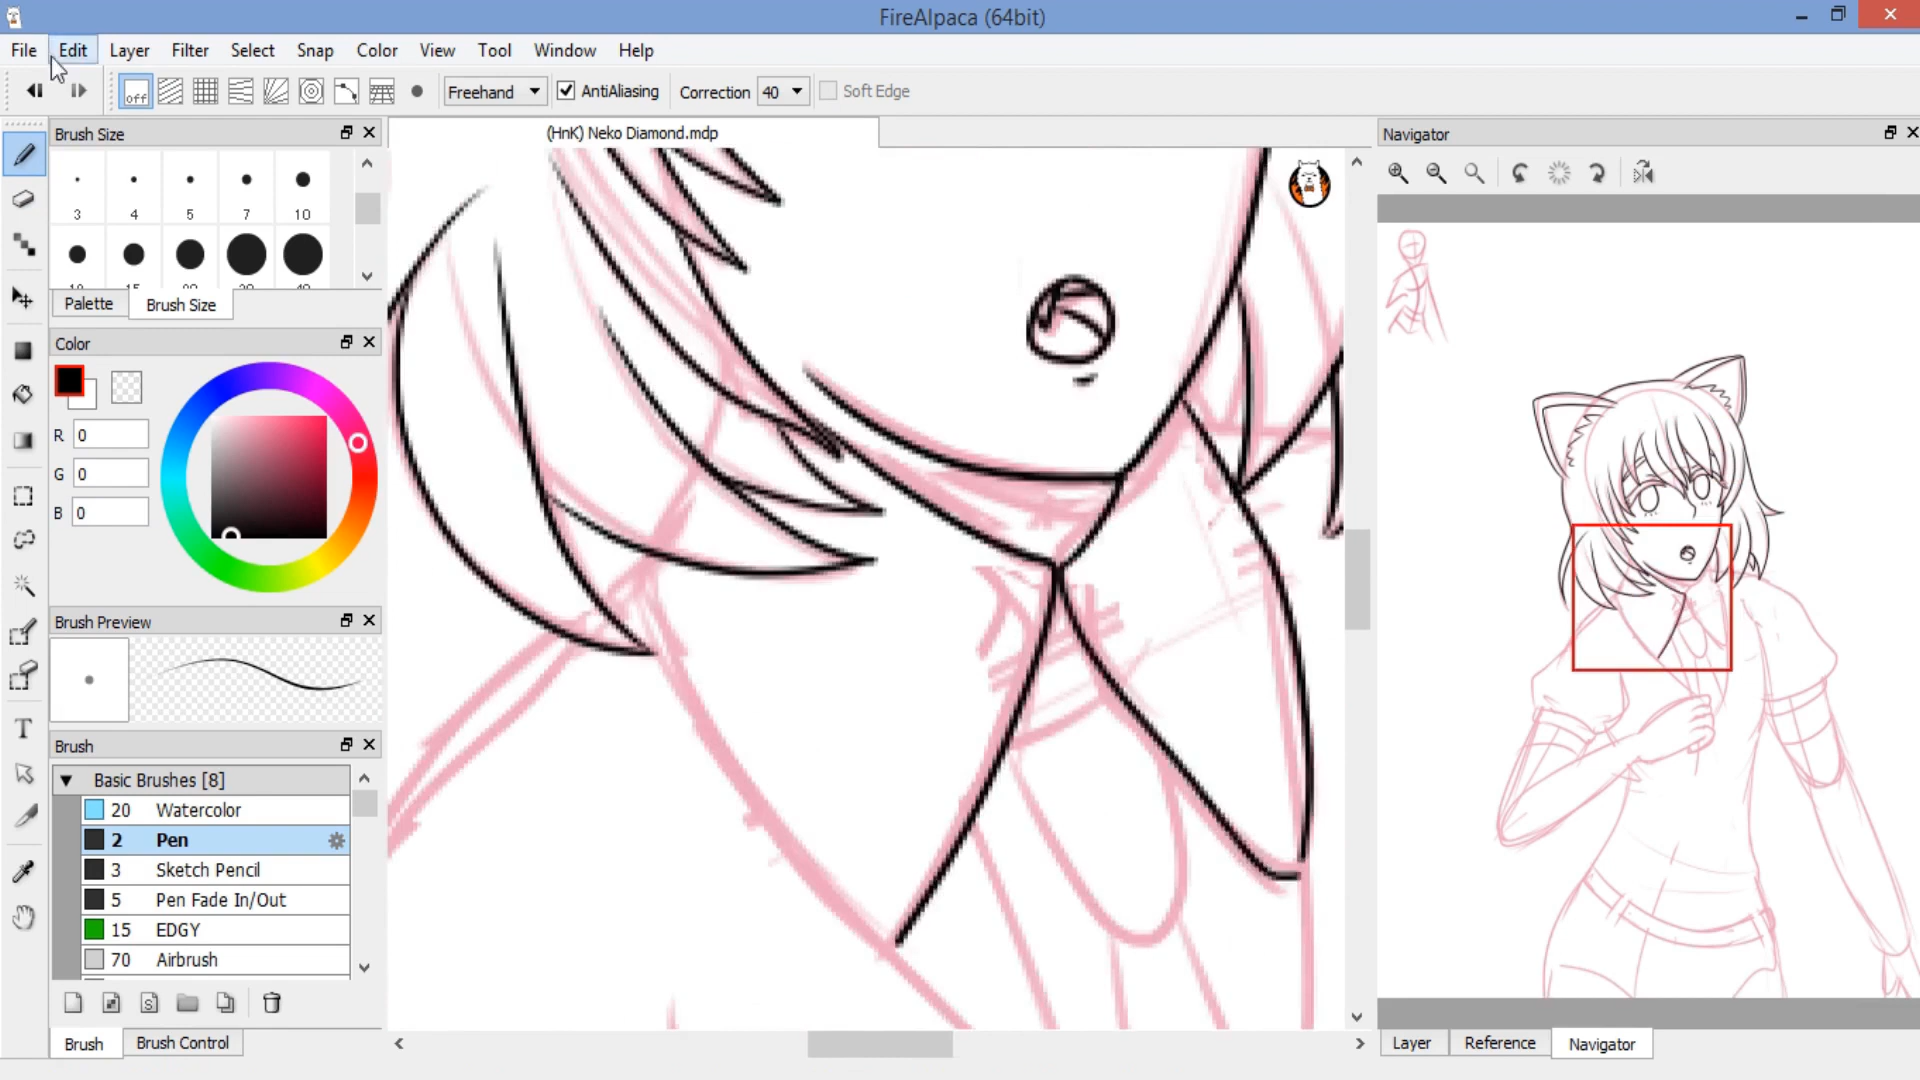 FireAlpaca (64bit)
File Edit Layer Filter Select Snap Color View Tool Window Help
off Freehand AntiAliasing Correction 40 Soft Edge
Brush Size
(HnK) Neko Diamond.mdp
Navigator
3 4 5 7 10
Palette Brush Size
Color
R 0
G 0
B 0
Brush Preview
Brush
Basic Brushes [8]
20 Watercolor
2 Pen
3 Sketch Pencil
5 Pen Fade In/Out
15 EDGY
70 Airbrush
Brush Brush Control
Layer Reference Navigator